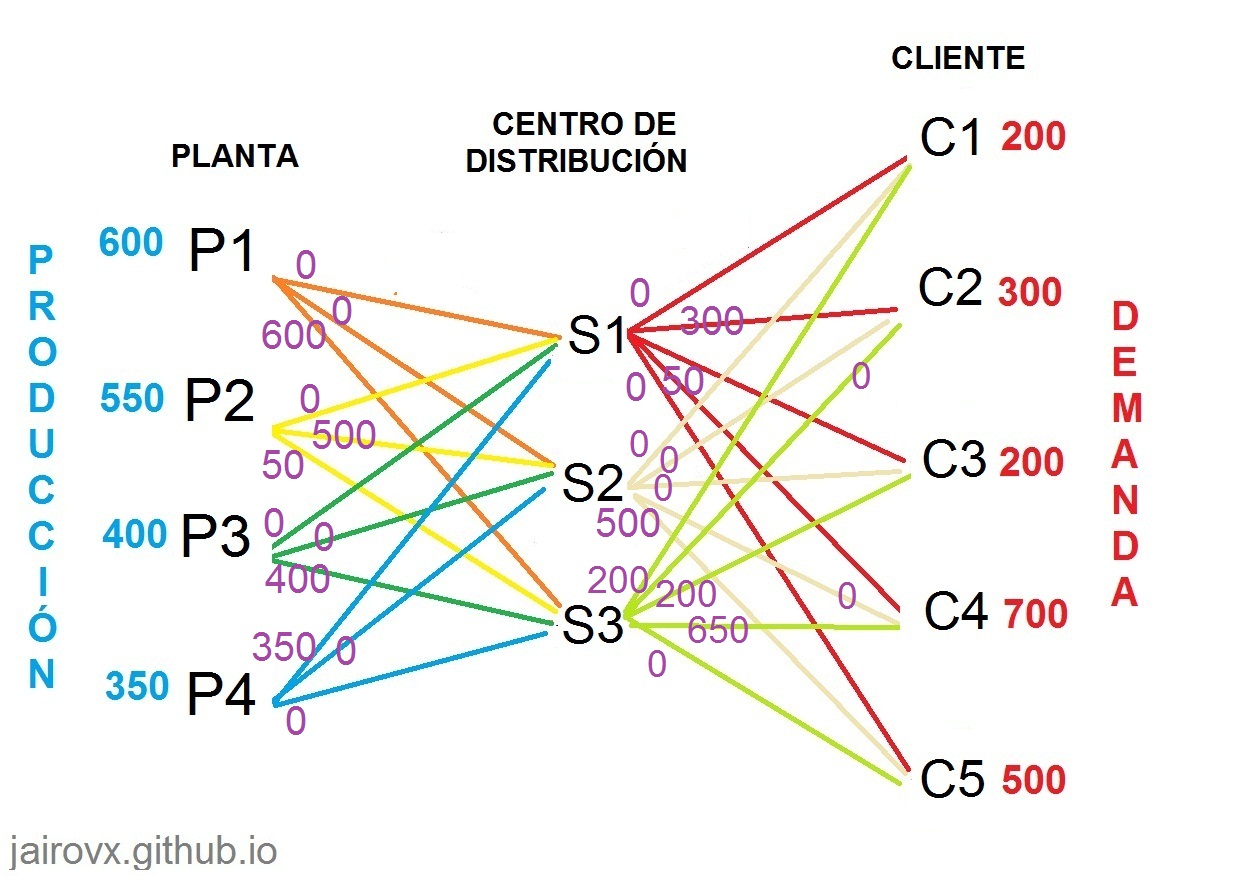 CLIENTE
CENTRO DE
DISTRIBUCIÓN
PLANTA
PRODUCCIÓN
DEMANDA
600 P1
0
0
600
550 P2
0
500
50
400 P3
0
0
400
350 P4
350
0
0
S1
0
300
0
50
S2
0
0
0
500
0
S3
200
0
200
650
0
C1 200
C2 300
C3 200
C4 700
C5 500
jairovx.github.io